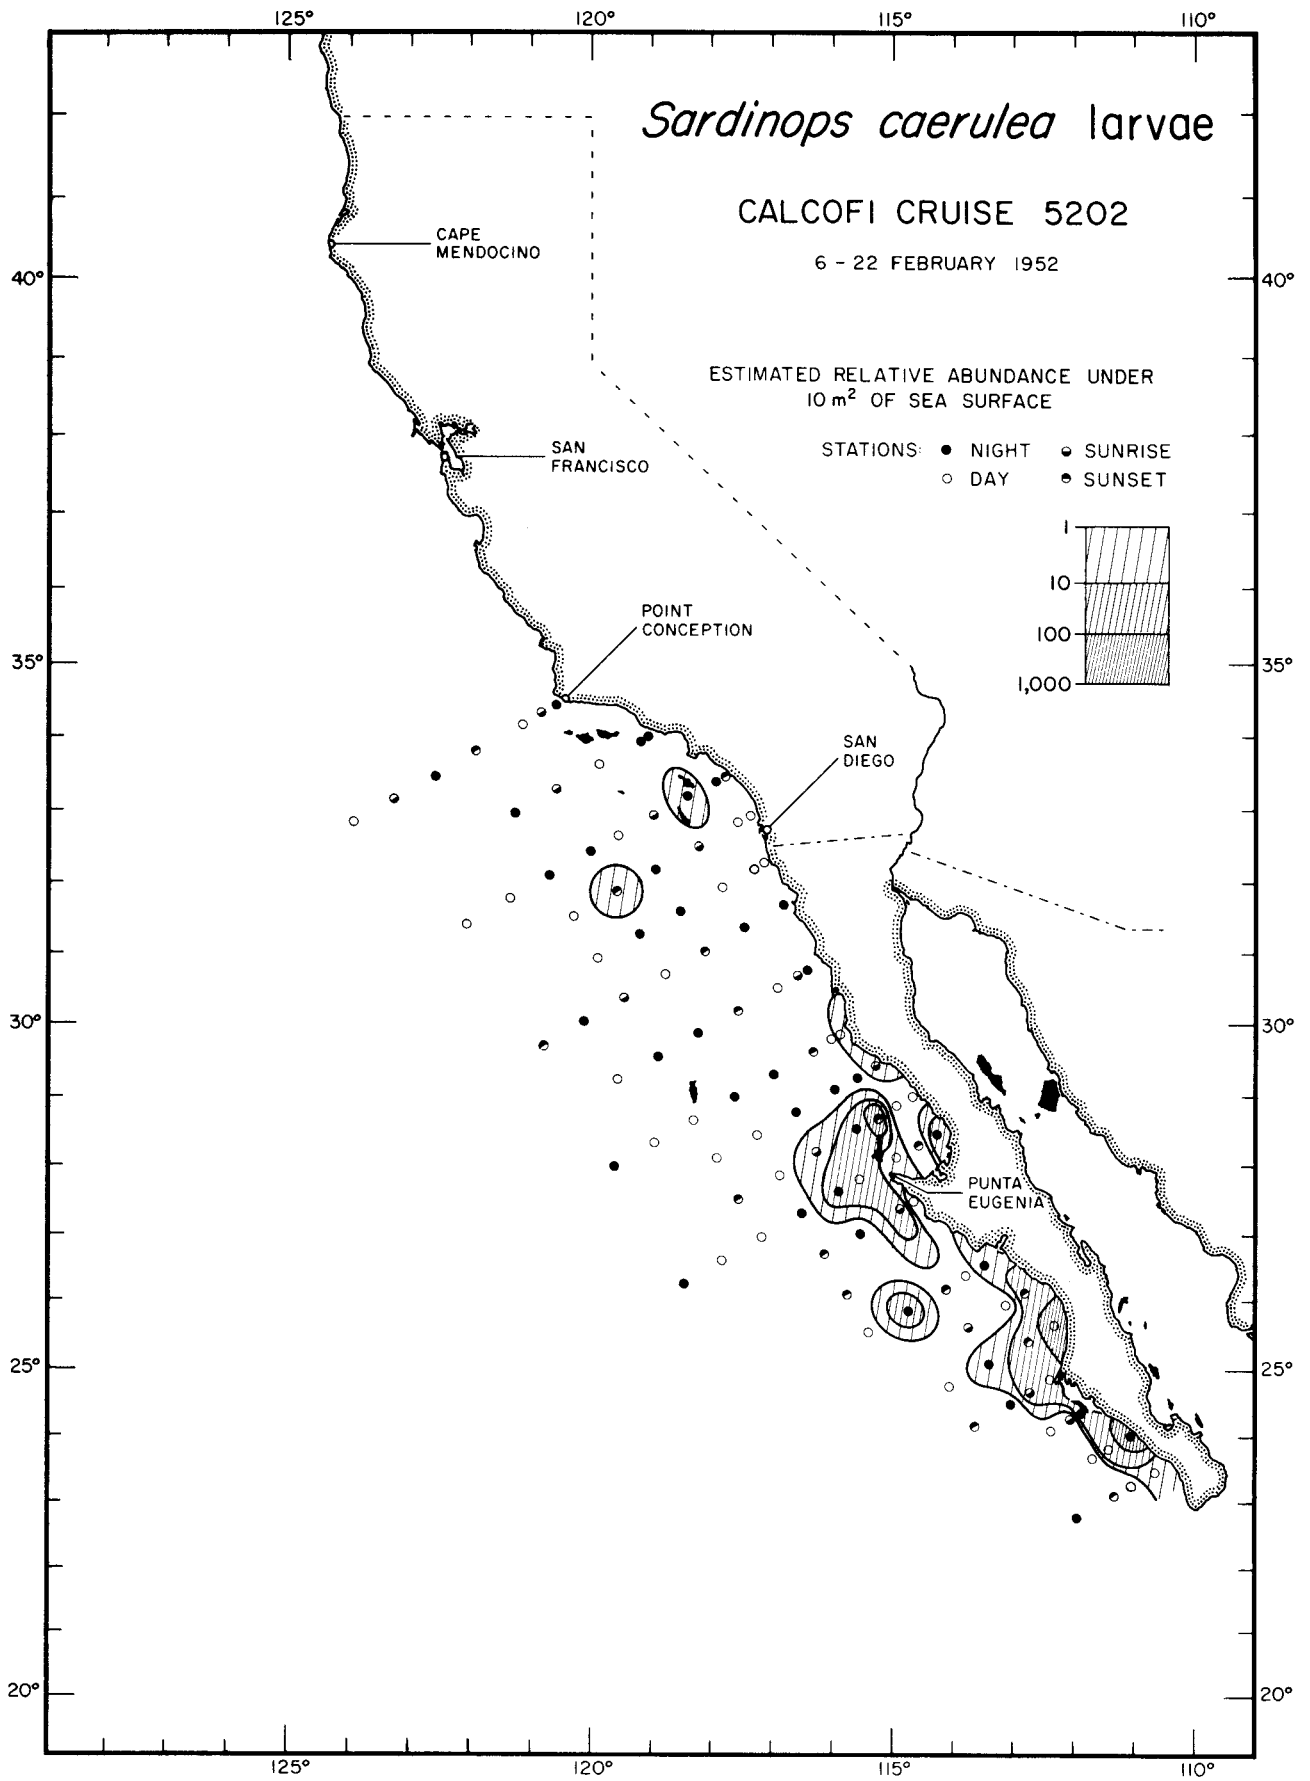 125° 120° 115° 110°
Sardinops caerulea larvae
CALCOFI CRUISE 5202
6 - 22 FEBRUARY 1952
CAPE
MENDOCINO
40° 40°
ESTIMATED RELATIVE ABUNDANCE UNDER
10 m² OF SEA SURFACE
STATIONS: ● NIGHT ◒ SUNRISE
○ DAY ◓ SUNSET
SAN
FRANCISCO
1
10
100
1,000
POINT
CONCEPTION
35° 35°
SAN
DIEGO
30° 30°
PUNTA
EUGENIA
25° 25°
20° 20°
125° 120° 115° 110°